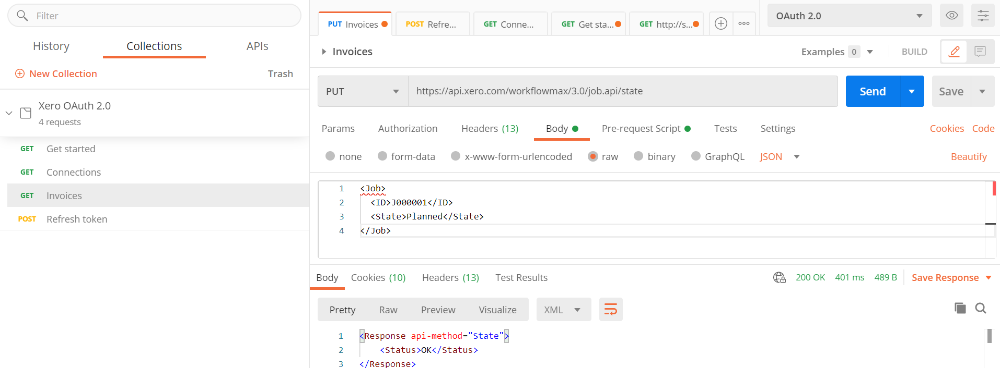 Filter
History Collections APIs
New Collection Trash
Xero OAuth 2.0
4 requests
GET Get started
GET Connections
GET Invoices
POST Refresh token
PUT Invoices POST Refre... GET Conne... GET Get sta... GET http://s... OAuth 2.0
Invoices Examples 0 BUILD
PUT https://api.xero.com/workflowmax/3.0/job.api/state Send Save
Params Authorization Headers (13) Body Pre-request Script Tests Settings Cookies Code
none form-data x-www-form-urlencoded raw binary GraphQL JSON Beautify
1 <Job>
2 <ID>J000001</ID>
3 <State>Planned</State>
4 </Job>
Body Cookies (10) Headers (13) Test Results 200 OK 401 ms 489 B Save Response
Pretty Raw Preview Visualize XML
1 <Response api-method="State">
2 <Status>OK</Status>
3 </Response>